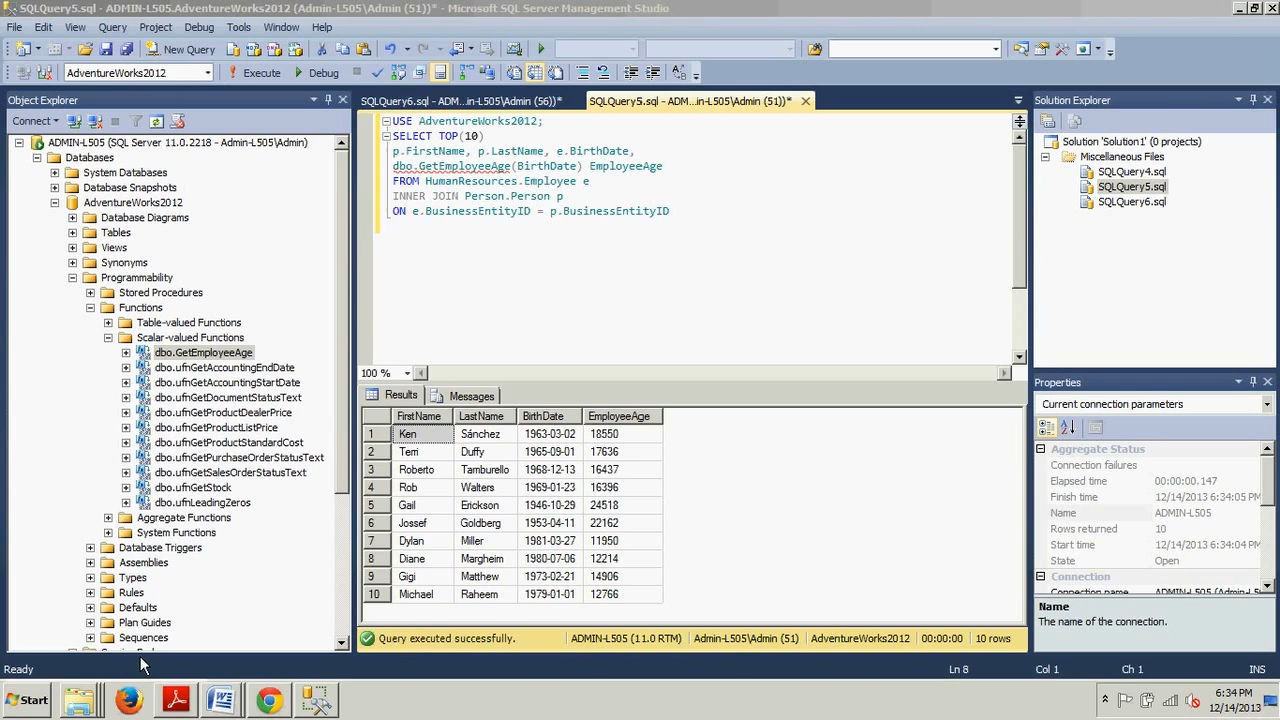 SQLQuery5.sql - ADMIN-L505.AdventureWorks2012 (Admin-L505\Admin (51))* - Microsoft SQL Server Management Studio
File Edit View Query Project Debug Tools Window Help
New Query
AdventureWorks2012 Execute Debug
Object Explorer
Connect
ADMIN-L505 (SQL Server 11.0.2218 - Admin-L505\Admin)
Databases
System Databases
Database Snapshots
AdventureWorks2012
Database Diagrams
Tables
Views
Synonyms
Programmability
Stored Procedures
Functions
Table-valued Functions
Scalar-valued Functions
dbo.GetEmployeeAge
dbo.ufnGetAccountingEndDate
dbo.ufnGetAccountingStartDate
dbo.ufnGetDocumentStatusText
dbo.ufnGetProductDealerPrice
dbo.ufnGetProductListPrice
dbo.ufnGetProductStandardCost
dbo.ufnGetPurchaseOrderStatusText
dbo.ufnGetSalesOrderStatusText
dbo.ufnGetStock
dbo.ufnLeadingZeros
Aggregate Functions
System Functions
Database Triggers
Assemblies
Types
Rules
Defaults
Plan Guides
Sequences
SQLQuery6.sql - ADM...in-L505\Admin (56))* SQLQuery5.sql - ADM...in-L505\Admin (51))*
USE AdventureWorks2012;
SELECT TOP(10)
p.FirstName, p.LastName, e.BirthDate,
dbo.GetEmployeeAge(BirthDate) EmployeeAge
FROM HumanResources.Employee e
INNER JOIN Person.Person p
ON e.BusinessEntityID = p.BusinessEntityID
100 %
Results Messages
FirstName LastName BirthDate EmployeeAge
1 Ken Sánchez 1963-03-02 18550
2 Terri Duffy 1965-09-01 17636
3 Roberto Tamburello 1968-12-13 16437
4 Rob Walters 1969-01-23 16396
5 Gail Erickson 1946-10-29 24518
6 Jossef Goldberg 1953-04-11 22162
7 Dylan Miller 1981-03-27 11950
8 Diane Margheim 1980-07-06 12214
9 Gigi Matthew 1973-02-21 14906
10 Michael Raheem 1979-01-01 12766
Query executed successfully. ADMIN-L505 (11.0 RTM) Admin-L505\Admin (51) AdventureWorks2012 00:00:00 10 rows
Solution Explorer
Solution 'Solution1' (0 projects)
Miscellaneous Files
SQLQuery4.sql
SQLQuery5.sql
SQLQuery6.sql
Properties
Current connection parameters
Aggregate Status
Connection failures
Elapsed time 00:00:00.147
Finish time 12/14/2013 6:34:05 PM
Name ADMIN-L505
Rows returned 10
Start time 12/14/2013 6:34:04 PM
State Open
Connection
Connection name ADMIN-L505 (Admin-L
Name
The name of the connection.
Ready Ln 8 Col 1 Ch 1 INS
Start 6:34 PM
12/14/2013